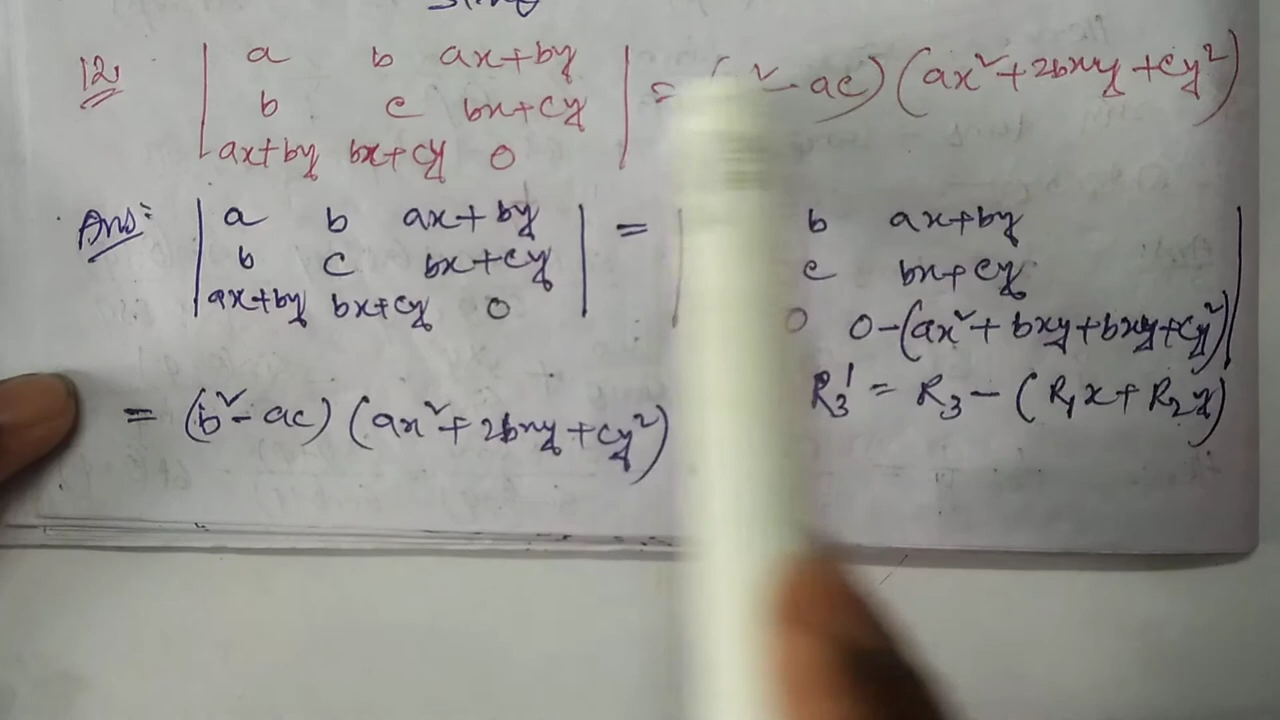 12, | a b ax+by | = ² - ac) (ax² + 2bxy + cy²)
| b c bx+cy |
| ax+by bx+cy 0 |
Ans: | a b ax+by | = | b ax+by |
| b c bx+cy | | c bx+cy |
| ax+by bx+cy 0 | | 0 0-(ax²+bxy+bxy+cy²) |
R₃' = R₃ - (R₁x + R₂y)
= (b² - ac) (ax² + 2bxy + cy²)